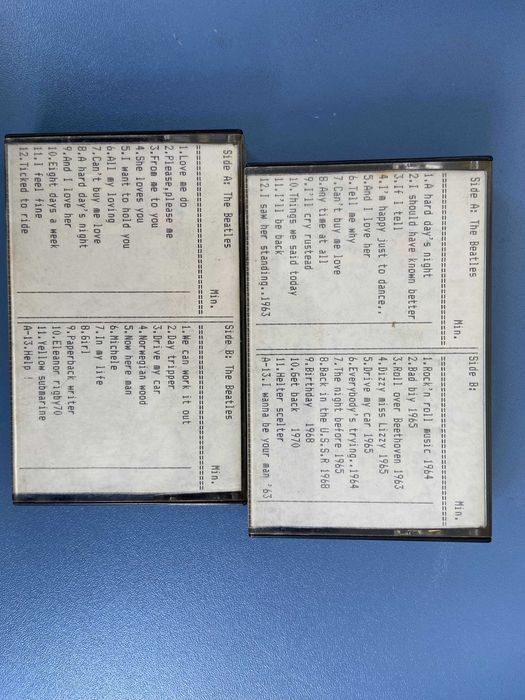 Side A: The Beatles
Min.
1.Love me do
2.Please,please me
3.From me to you
4.She loves you
5.I want to hold you
6.All my loving
7.Can't buy me love
8.A hard day's night
9.And I love her
10.Eight days a week
11.I feel fine
12.Ticked to ride
Side B: The Beatles
Min.
1.We can work it out
2.Day tripper
3.Drive my car
4.Norwegian wood
5.Now here man
6.Michele
7.In my life
8.Girl
9.Paperback writer
10.Eleanor rigby70
11.Yellow submarine
A-13.Help
Side A: The Beatles
Min.
1.A hard day's night
2.I should have known better
3.If I tall
4.I'm happy just to dance..
5.And I love her
6.Tell me why
7.Can't buy me love
8.Any time at all
9.I'll cry rustead
10.Things we said today
11.I'll be back
12.I saw her standing..1963
Side B:
Min.
1.Rock'n roll music 1964
2.Bad biy 1965
3.Roll over Beethoven 1963
4.Dizzy miss Lizzy 1965
5.Drive my car 1965
6.Everybody's trying..1964
7.The night before 1965
8.Back in the U.S.S.R 1968
9.Birthday 1968
10.Get back 1970
11.Helter scelter
A-13.I wanna be your man '63